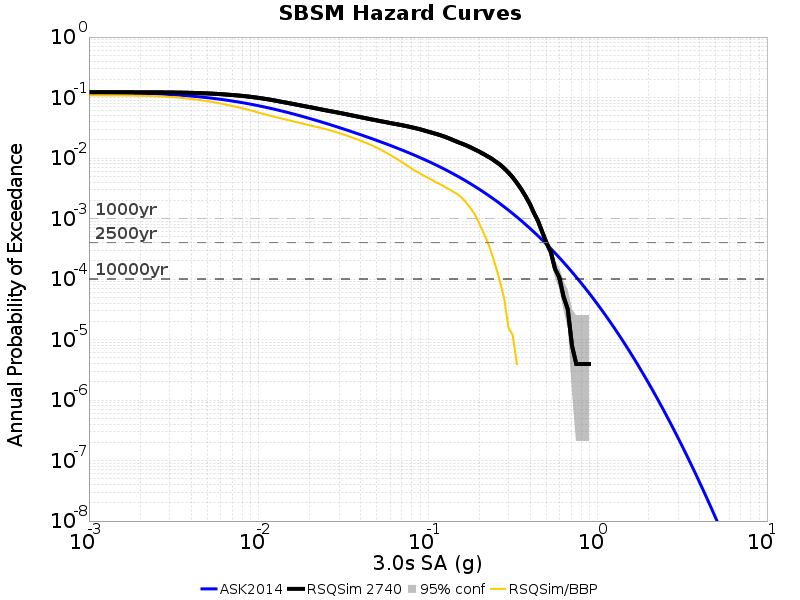 SBSM Hazard Curves
Annual Probability of Exceedance
10^0
10^-1
10^-2
10^-3
10^-4
10^-5
10^-6
10^-7
10^-8
1000yr
2500yr
10000yr
10^-3 10^-2 10^-1 10^0 10^1
3.0s SA (g)
ASK2014 RSQSim 2740 95% conf RSQSim/BBP